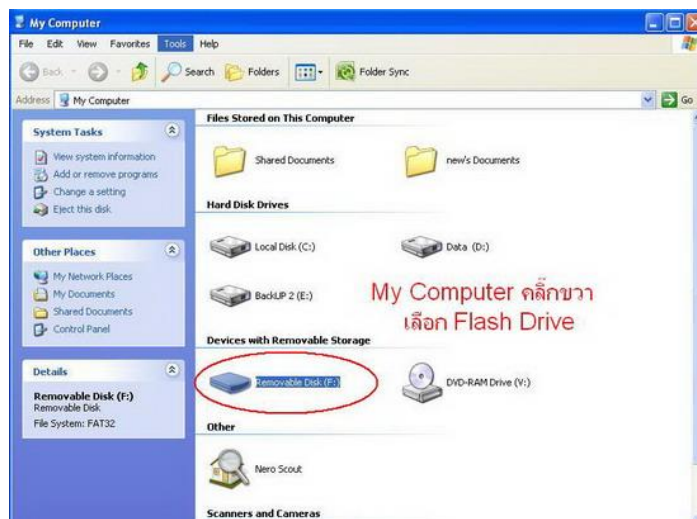 My Computer
File Edit View Favorites Tools Help
Back Search Folders Folder Sync
Address My Computer Go
System Tasks
View system information
Add or remove programs
Change a setting
Eject this disk
Other Places
My Network Places
My Documents
Shared Documents
Control Panel
Details
Removable Disk (F:)
Removable Disk
File System: FAT32
Files Stored on This Computer
Shared Documents new's Documents
Hard Disk Drives
Local Disk (C:) Data (D:)
BackUP 2 (E:)
My Computer คลิ๊กขวา
เลือก Flash Drive
Devices with Removable Storage
Removable Disk (F:) DVD-RAM Drive (V:)
Other
Nero Scout
Scanners and Cameras